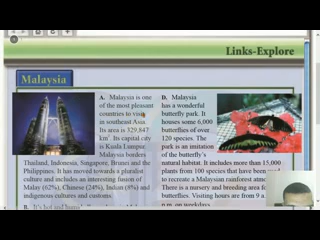 Links-Explore
Malaysia
A. Malaysia is one
of the most pleasant
countries to visit
in southeast Asia.
Its area is 329,847
km². Its capital city
is Kuala Lumpur.
Malaysia borders
Thailand, Indonesia, Singapore, Brunei and the
Philippines. It has moved towards a pluralist
culture and includes an interesting fusion of
Malay (62%), Chinese (24%), Indian (8%) and
indigenous cultures and customs.
B. It's hot and humid
D. Malaysia
has a wonderful
butterfly park. It
houses some 6,000
butterflies of over
120 species. The
park is an imitation
of the butterfly's
natural habitat. It includes more than 15,000
plants from 100 species that have been used
to recreate a Malaysian rainforest
There is a nursery and breeding area
butterflies. Visiting hours are from 9 a.
p.m. on weekdays